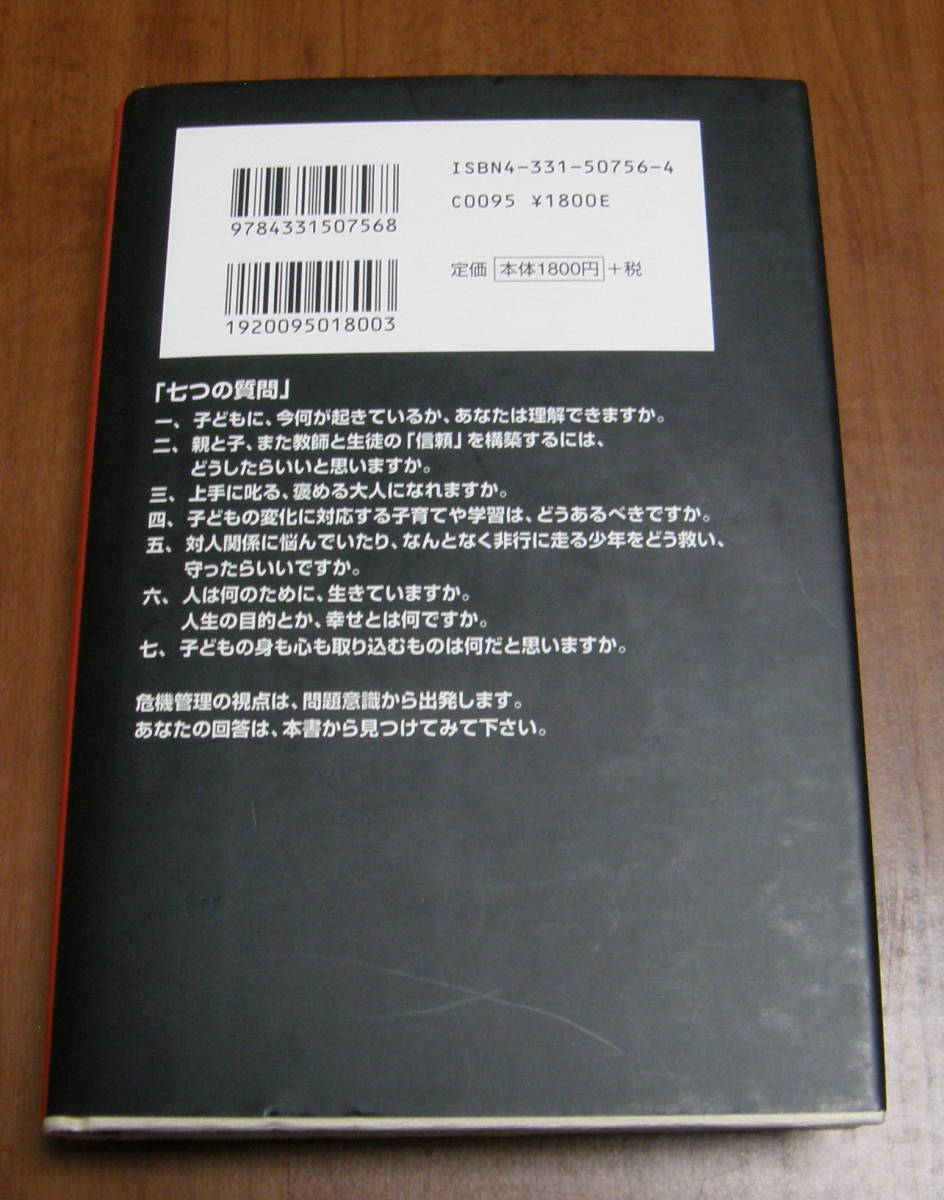 ISBN4-331-50756-4
C0095 ¥1800E
9784331507568
定価 本体1800円+税
1920095018003
「七つの質問」
一、子どもに、今何が起きているか、あなたは理解できますか。
二、親と子、また教師と生徒の「信頼」を構築するには、
どうしたらいいと思いますか。
三、上手に叱る、褒める大人になれますか。
四、子どもの変化に対応する子育てや学習は、どうあるべきですか。
五、対人関係に悩んでいたり、なんとなく非行に走る少年をどう救い、
守ったらいいですか。
六、人は何のために、生きていますか。
人生の目的とか、幸せとは何ですか。
七、子どもの身も心も取り込むものは何だと思いますか。
危機管理の視点は、問題意識から出発します。
あなたの回答は、本書から見つけてみて下さい。